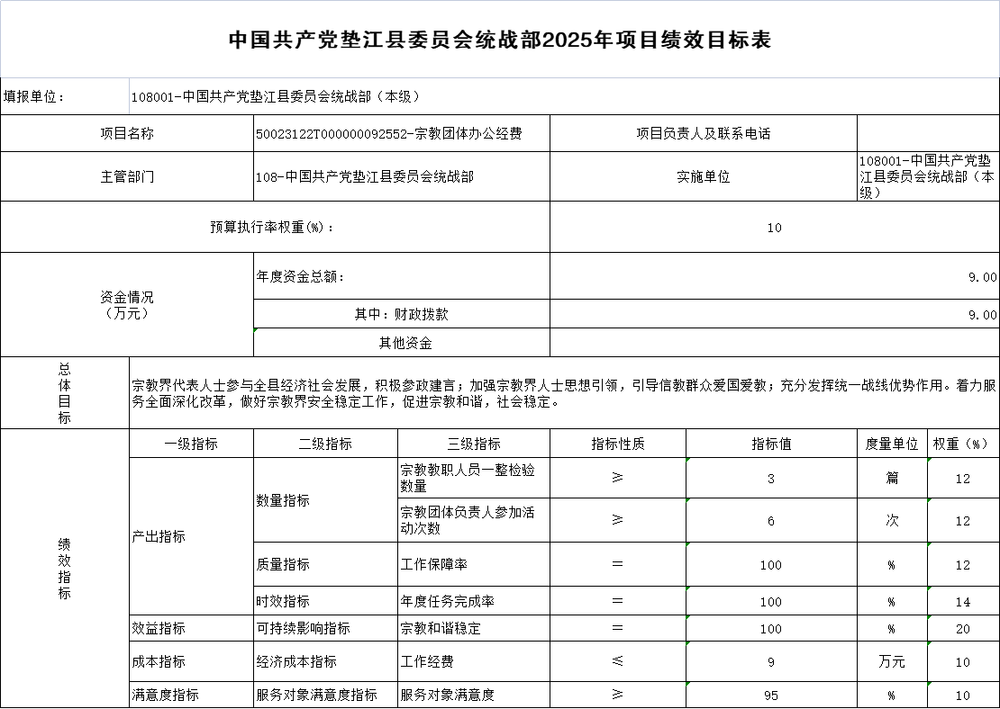 中国共产党垫江县委员会统战部2025年项目绩效目标表
填报单位： 108001-中国共产党垫江县委员会统战部（本级）
项目名称 50023122T000000092552-宗教团体办公经费 项目负责人及联系电话
主管部门 108-中国共产党垫江县委员会统战部 实施单位 108001-中国共产党垫
江县委员会统战部（本
级）
预算执行率权重(%)： 10
资金情况
（万元）
年度资金总额： 9.00
其中：财政拨款 9.00
其他资金
总
体
目
标
宗教界代表人士参与全县经济社会发展，积极参政建言；加强宗教界人士思想引领，引导信教群众爱国爱教；充分发挥统一战线优势作用。着力服
务全面深化改革，做好宗教界安全稳定工作，促进宗教和谐，社会稳定。
绩
效
指
标
一级指标 二级指标 三级指标 指标性质 指标值 度量单位 权重（%）
产出指标
数量指标
宗教教职人员一整检验
数量
≥ 3 篇 12
宗教团体负责人参加活
动次数
≥ 6 次 12
质量指标 工作保障率 ＝ 100 % 12
时效指标 年度任务完成率 ＝ 100 % 14
效益指标 可持续影响指标 宗教和谐稳定 ＝ 100 % 20
成本指标 经济成本指标 工作经费 ≤ 9 万元 10
满意度指标 服务对象满意度指标 服务对象满意度 ≥ 95 % 10